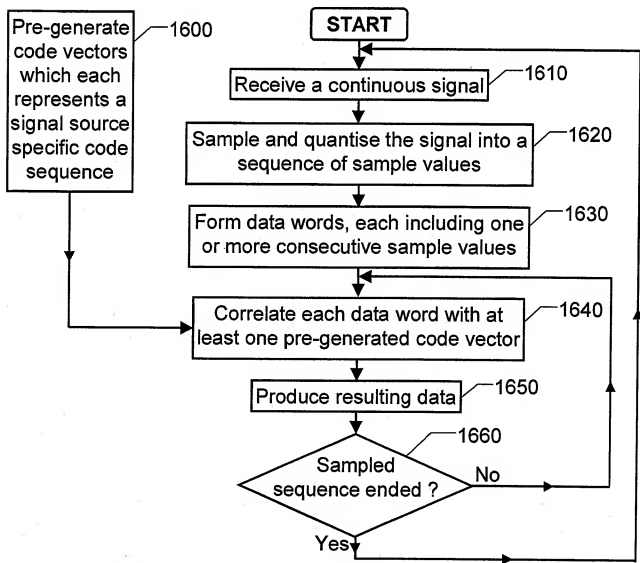 Pre-generate
code vectors
which each
represents a
signal source
specific code
sequence
1600
START
Receive a continuous signal
1610
Sample and quantise the signal into a
sequence of sample values
1620
Form data words, each including one
or more consecutive sample values
1630
Correlate each data word with at
least one pre-generated code vector
1640
Produce resulting data
1650
1660
Sampled
sequence ended ?
No
Yes